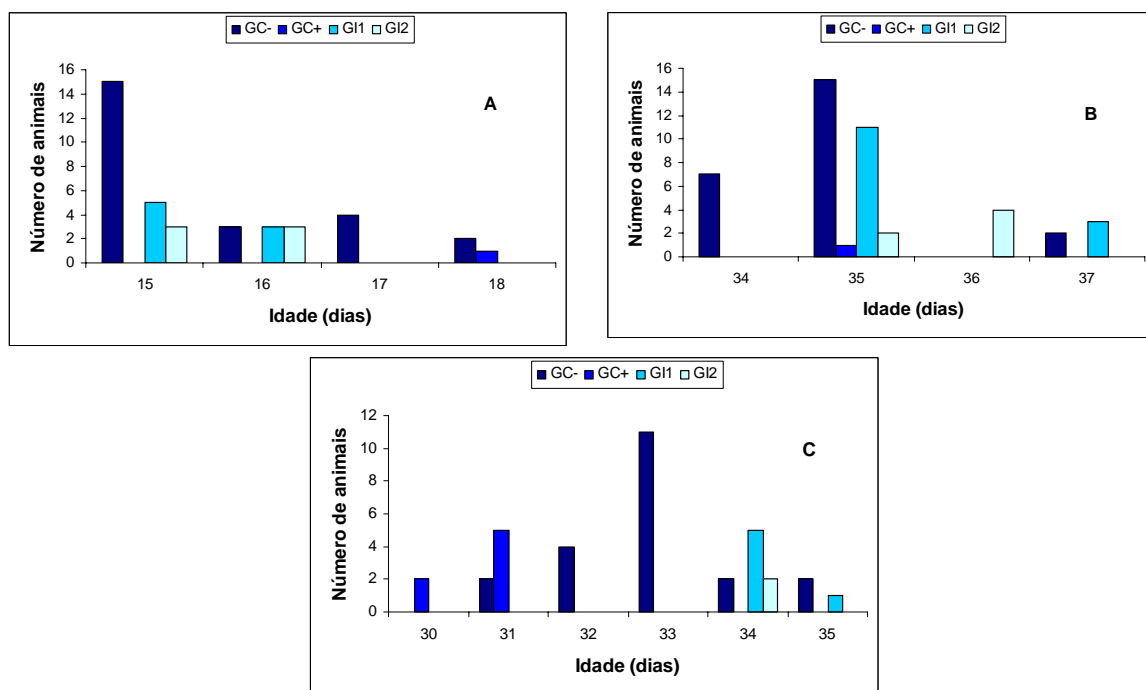 GC- GC+ GI1 GI2
A
Número de animais
16
14
12
10
8
6
4
2
0
15 16 17 18
Idade (dias)
GC- GC+ GI1 GI2
B
Número de animais
16
14
12
10
8
6
4
2
0
34 35 36 37
Idade (dias)
GC- GC+ GI1 GI2
C
Número de animais
12
10
8
6
4
2
0
30 31 32 33 34 35
Idade (dias)